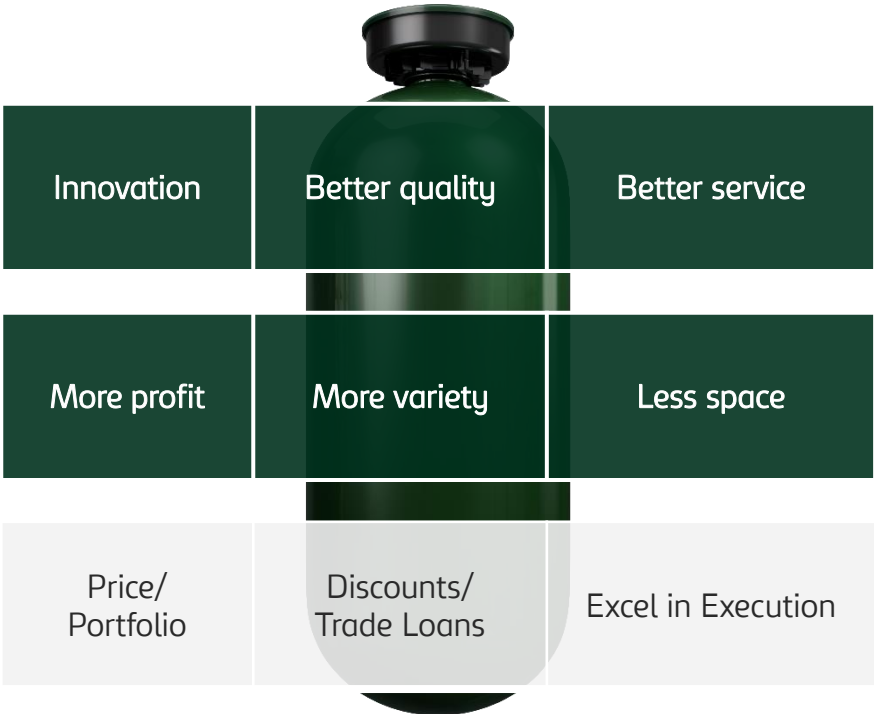 Innovation
Better quality
Better service
More profit
More variety
Less space
Price/
Portfolio
Discounts/
Trade Loans
Excel in Execution